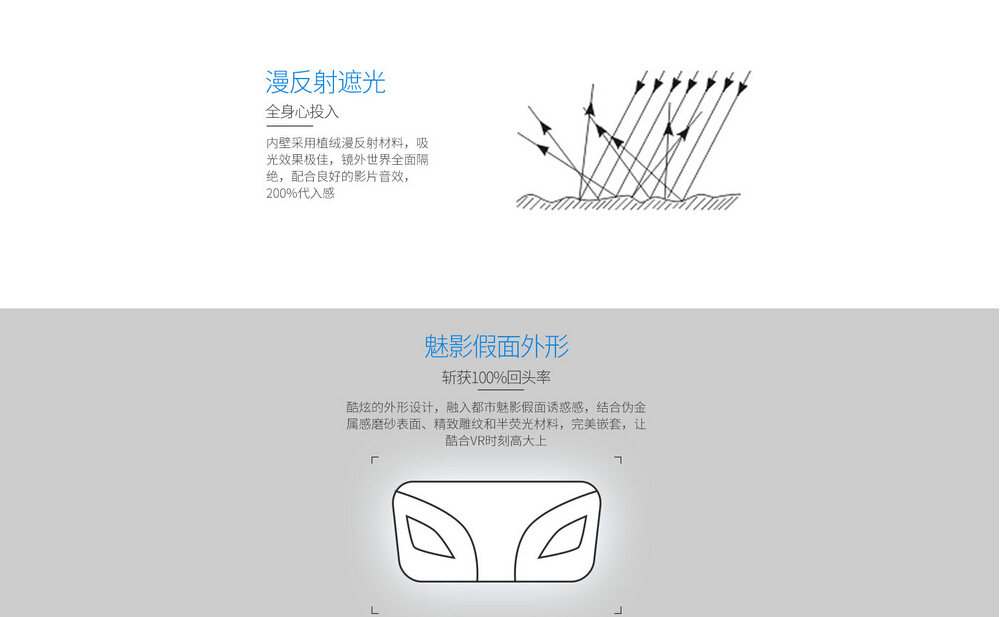 漫反射遮光
全身心投入
内壁采用植绒漫反射材料，吸
光效果极佳，镜外世界全面隔
绝，配合良好的影片音效，
200%代入感
魅影假面外形
斩获100%回头率
酷炫的外形设计，融入都市魅影假面诱惑感，结合伪金
属感磨砂表面、精致雕纹和半荧光材料，完美嵌套，让
酷合VR时刻高大上